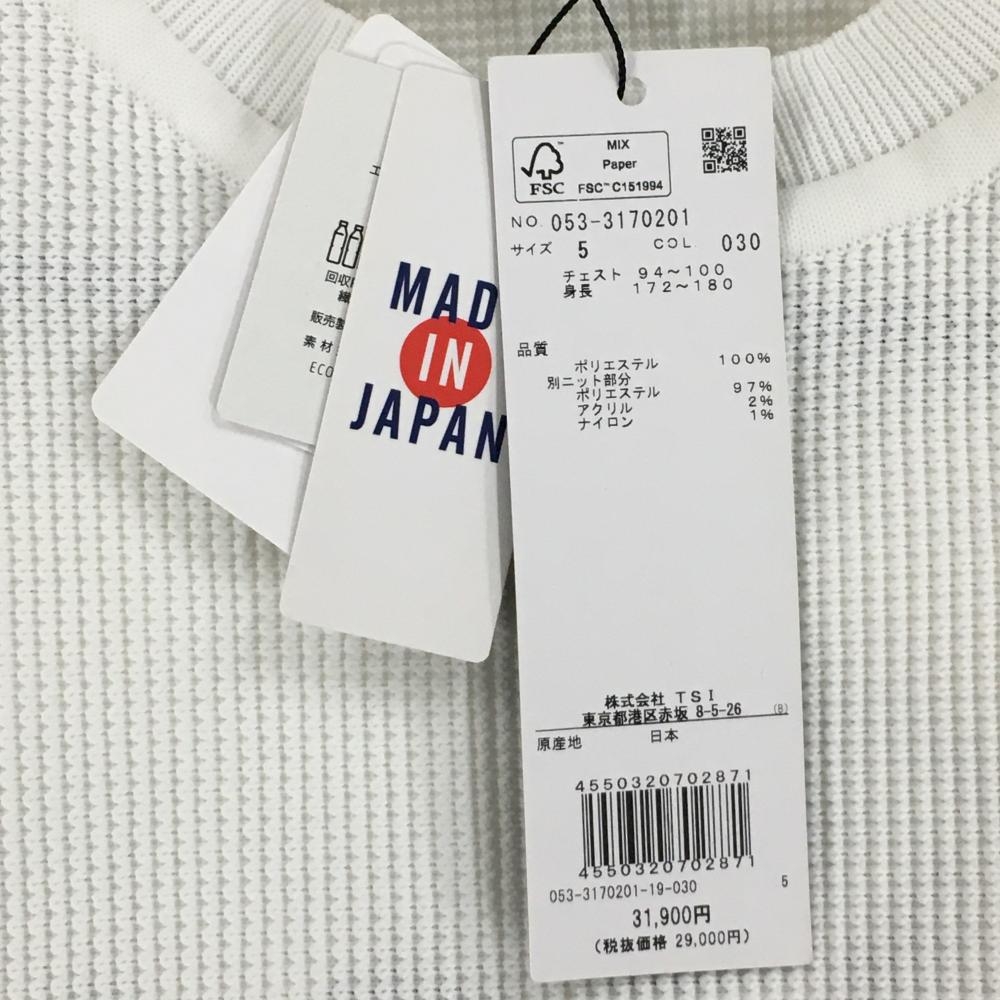 回収
販売製
素材
ECO
MAD
IN
JAPAN
MIX
Paper
FSC
FSC™ C151994
NO. 053-3170201
サイズ 5 COL 030
チェスト 94～100
身長 172～180
品質
ポリエステル 100%
別ニット部分
ポリエステル 97%
アクリル 2%
ナイロン 1%
株式会社 TSI
東京都港区赤坂 8-5-26 (B)
原産地 日本
4550320702871
4550320702871
053-3170201-19-030 5
31,900円
(税抜価格 29,000円)